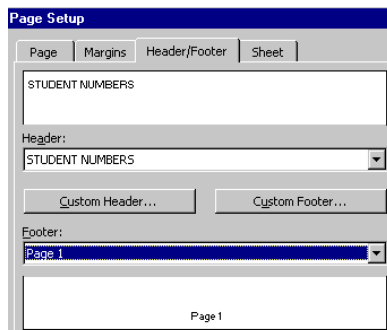 Page Setup
Page Margins Header/Footer Sheet
STUDENT NUMBERS
Header:
STUDENT NUMBERS
Custom Header... Custom Footer...
Footer:
Page 1
Page 1